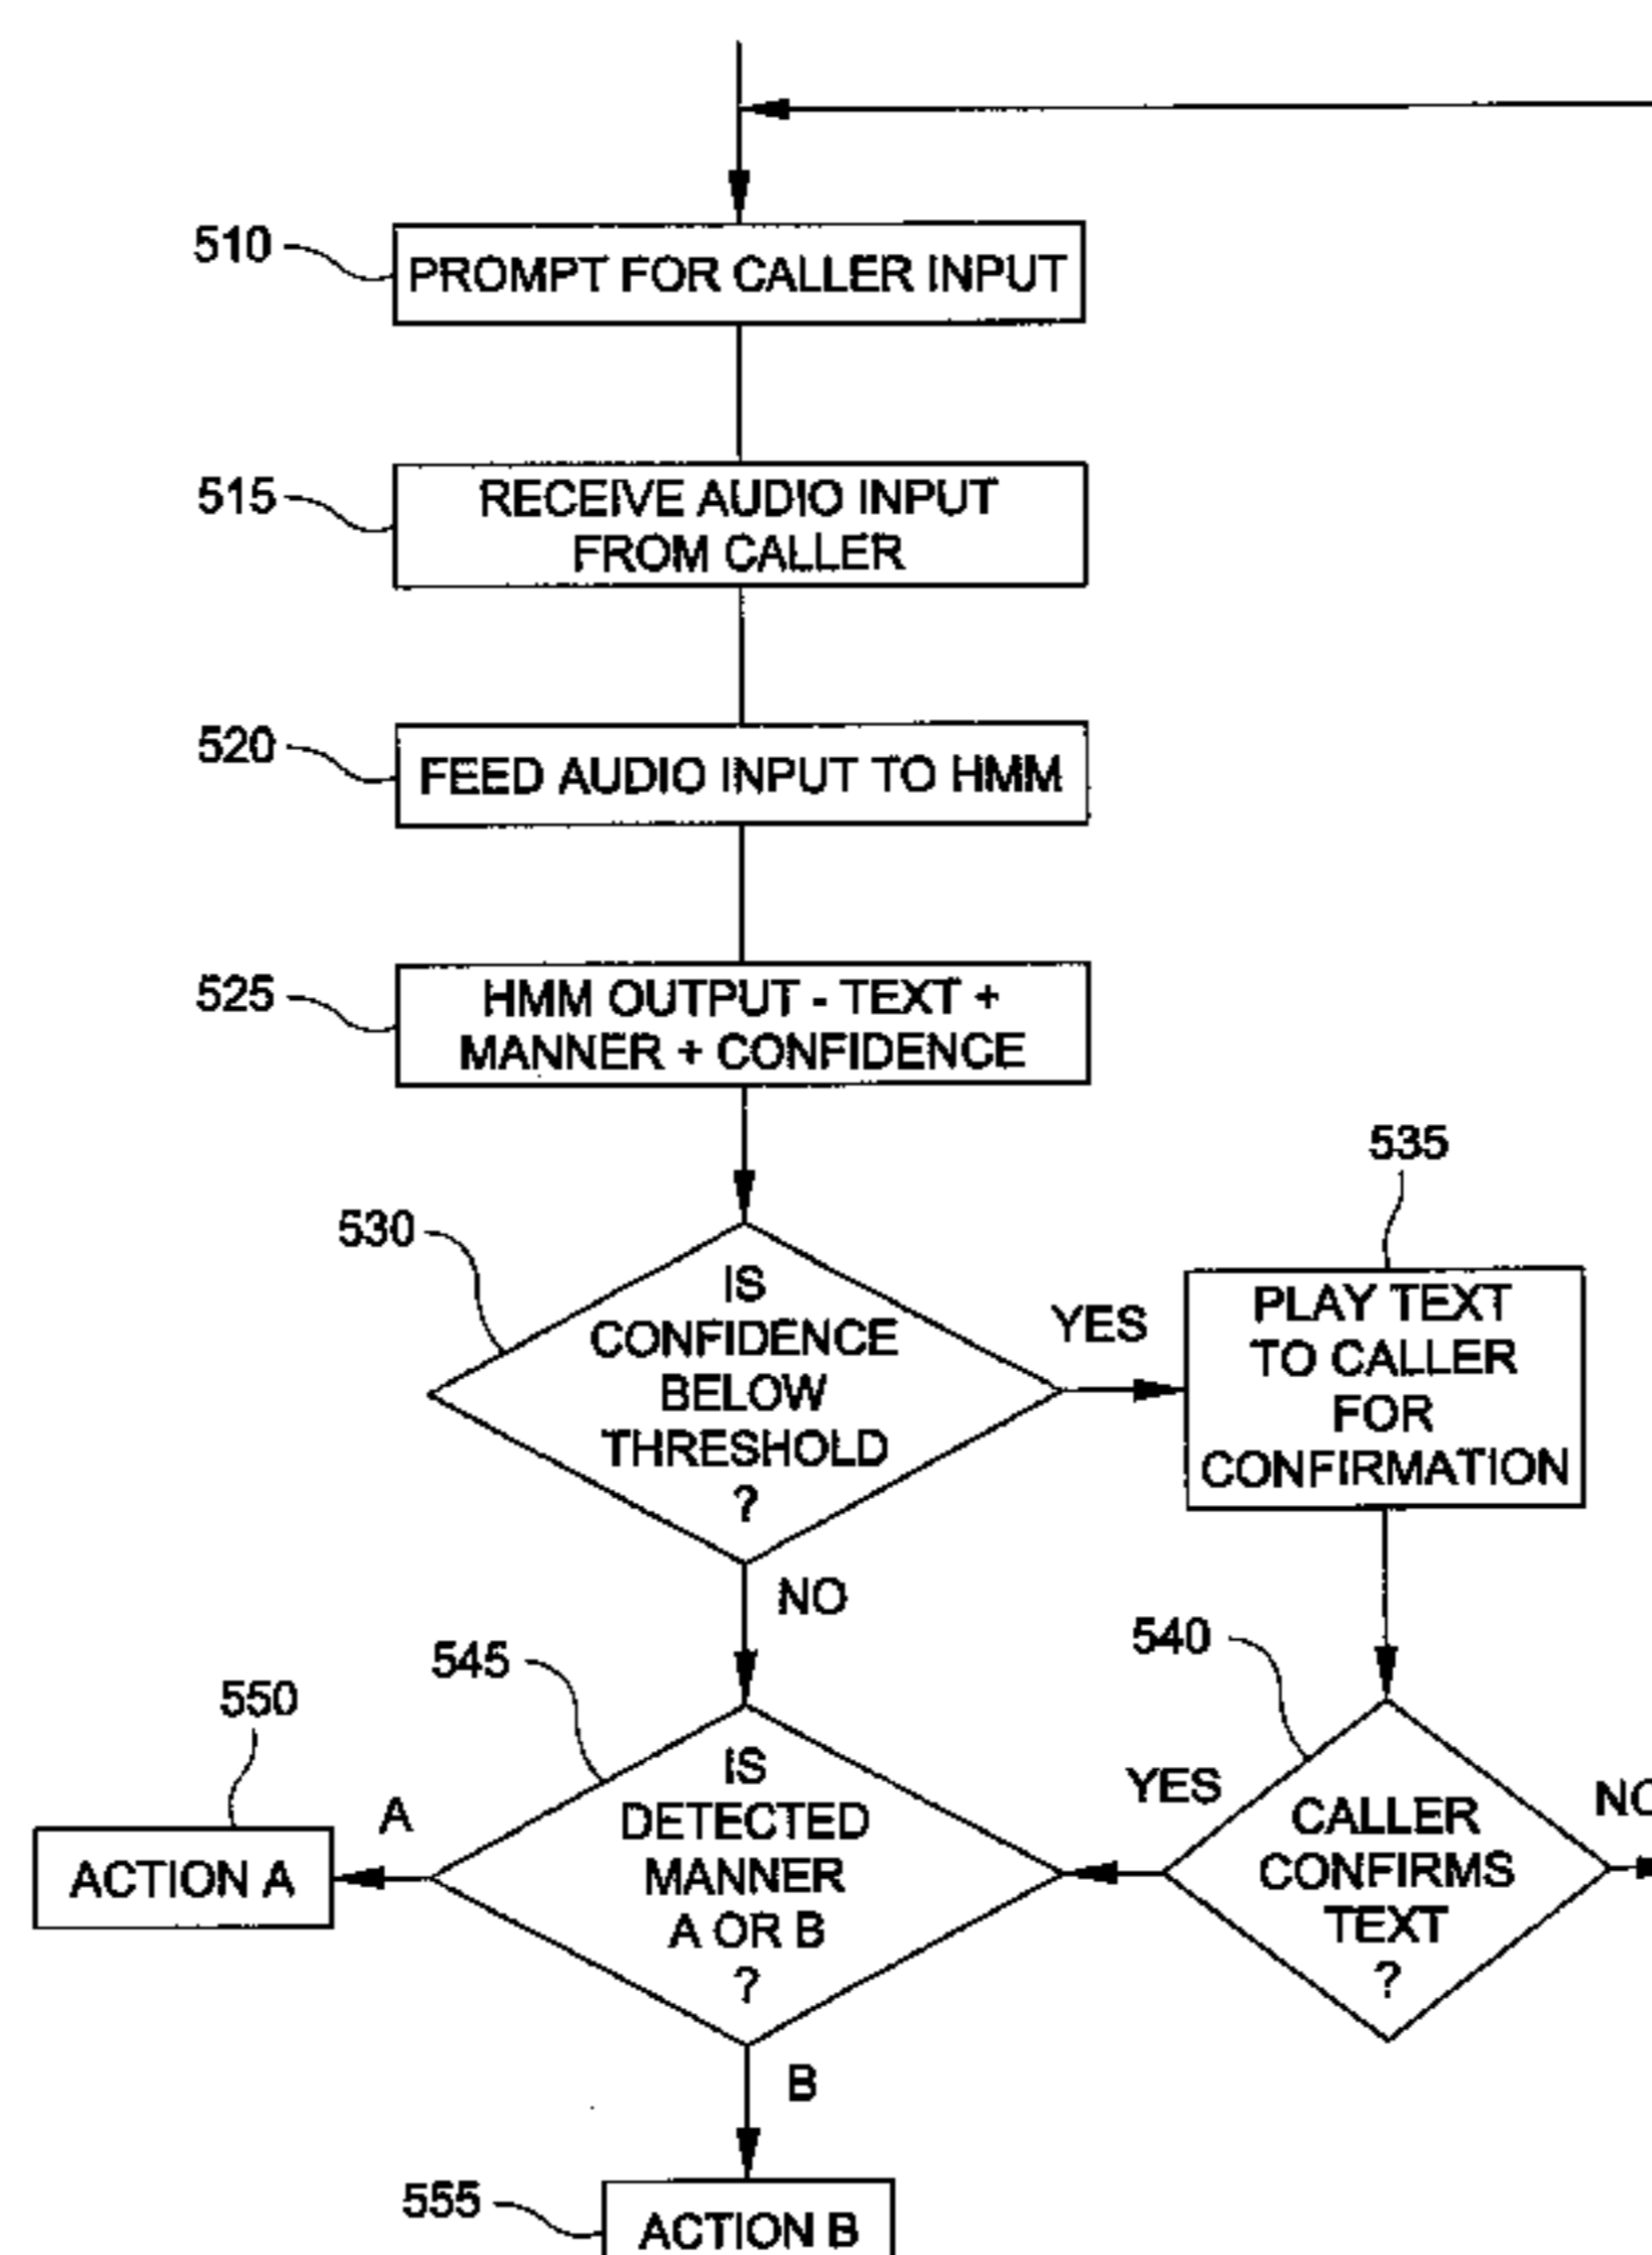 510
PROMPT FOR CALLER INPUT
515
RECEIVE AUDIO INPUT
FROM CALLER
520
FEED AUDIO INPUT TO HMM
525
HMM OUTPUT - TEXT +
MANNER + CONFIDENCE
530
IS
CONFIDENCE
BELOW
THRESHOLD
?
YES
535
PLAY TEXT
TO CALLER
FOR
CONFIRMATION
NO
540
CALLER
CONFIRMS
TEXT
?
YES
NO
545
IS
DETECTED
MANNER
A OR B
?
550
A
ACTION A
B
555
ACTION B